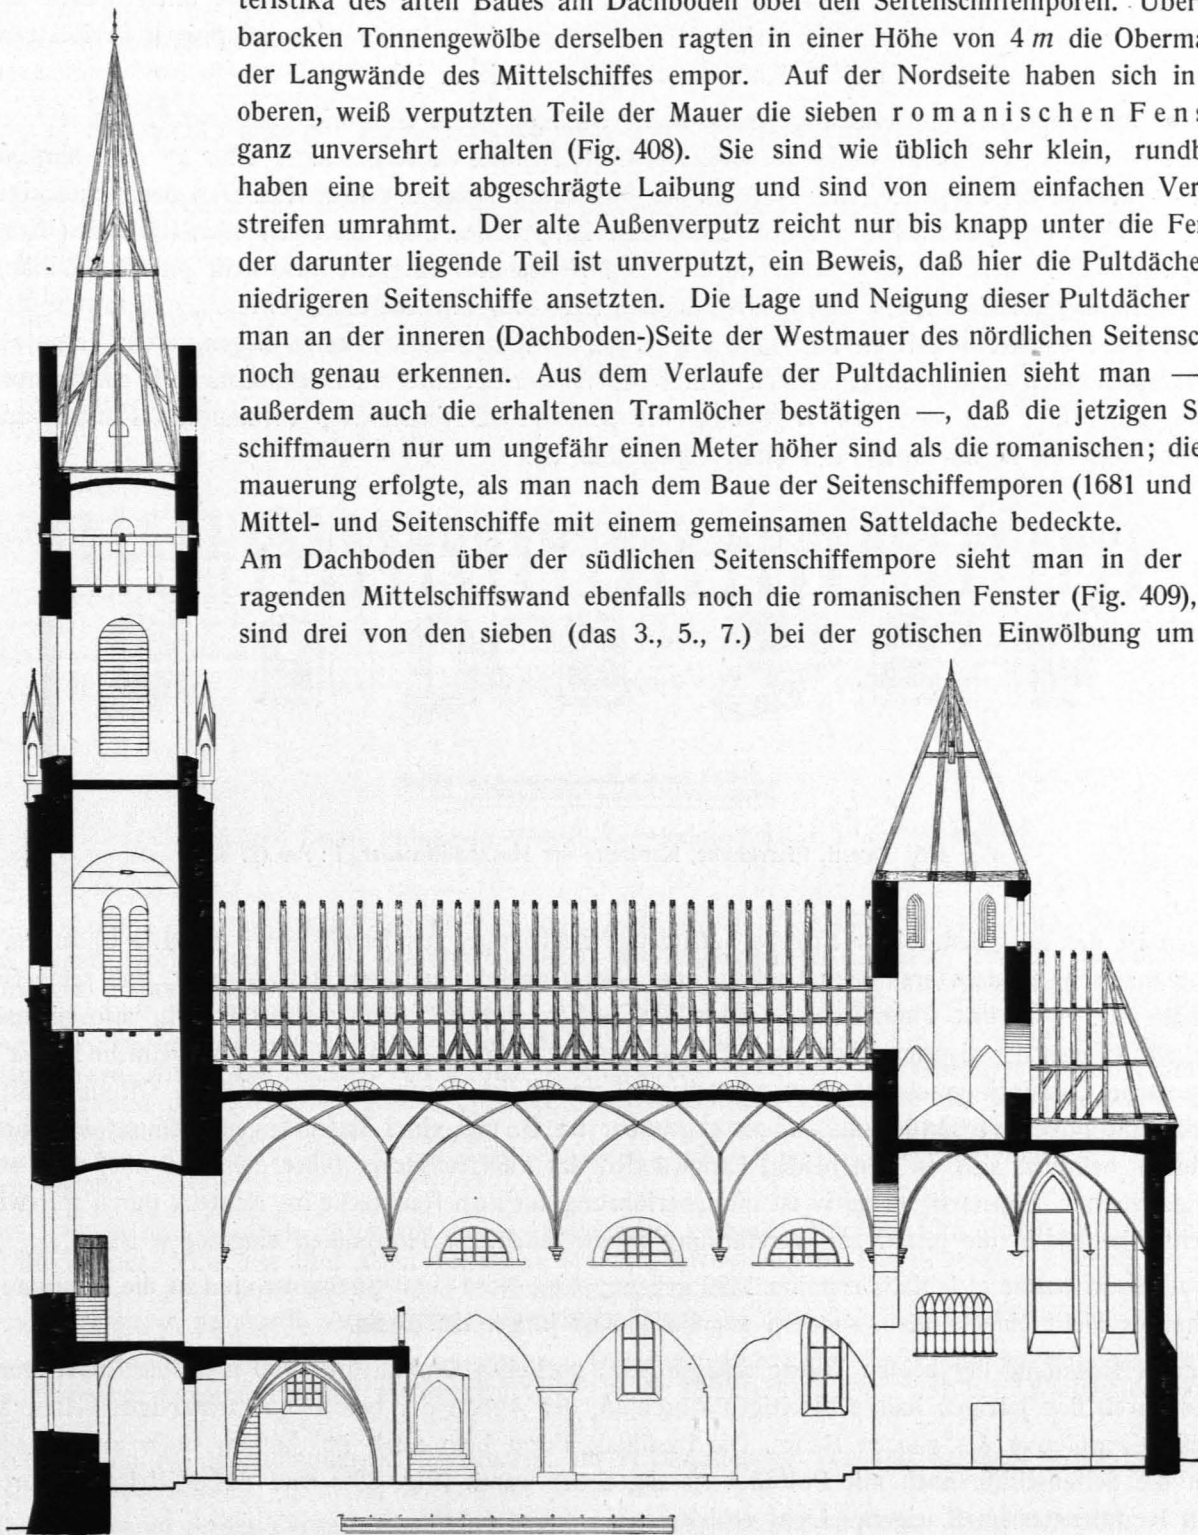 teristika des alten Baues am Dachboden ober den Seitenschiffemporen. Über
barocken Tonnengewölbe derselben ragten in einer Höhe von 4 m die Oberma
der Langwände des Mittelschiffes empor. Auf der Nordseite haben sich in
oberen, weiß verputzten Teile der Mauer die sieben romanischen Fens
ganz unversehrt erhalten (Fig. 408). Sie sind wie üblich sehr klein, rundb
haben eine breit abgeschrägte Laibung und sind von einem einfachen Ver
streifen umrahmt. Der alte Außenverputz reicht nur bis knapp unter die Fe
der darunter liegende Teil ist unverputzt, ein Beweis, daß hier die Pultdäche
niedrigeren Seitenschiffe ansetzten. Die Lage und Neigung dieser Pultdächer
man an der inneren (Dachboden-)Seite der Westmauer des nördlichen Seitensc
noch genau erkennen. Aus dem Verlaufe der Pultdachlinien sieht man —
außerdem auch die erhaltenen Tramlöcher bestätigen —, daß die jetzigen S
schiffmauern nur um ungefähr einen Meter höher sind als die romanischen; die
mauerung erfolgte, als man nach dem Baue der Seitenschiffemporen (1681 und
Mittel- und Seitenschiffe mit einem gemeinsamen Satteldache bedeckte.
Am Dachboden über der südlichen Seitenschiffempore sieht man in der
ragenden Mittelschiffswand ebenfalls noch die romanischen Fenster (Fig. 409),
sind drei von den sieben (das 3., 5., 7.) bei der gotischen Einwölbung um